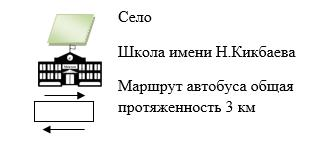 Село
Школа имени Н.Кикбаева
Маршрут автобуса общая
протяженность 3 км